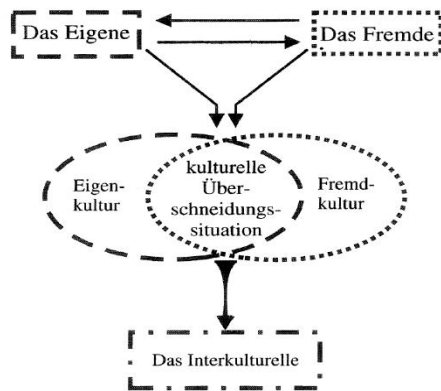 Das Eigene
Das Fremde
Eigen-
kultur
kulturelle
Über-
schneidungs-
situation
Fremd-
kultur
Das Interkulturelle